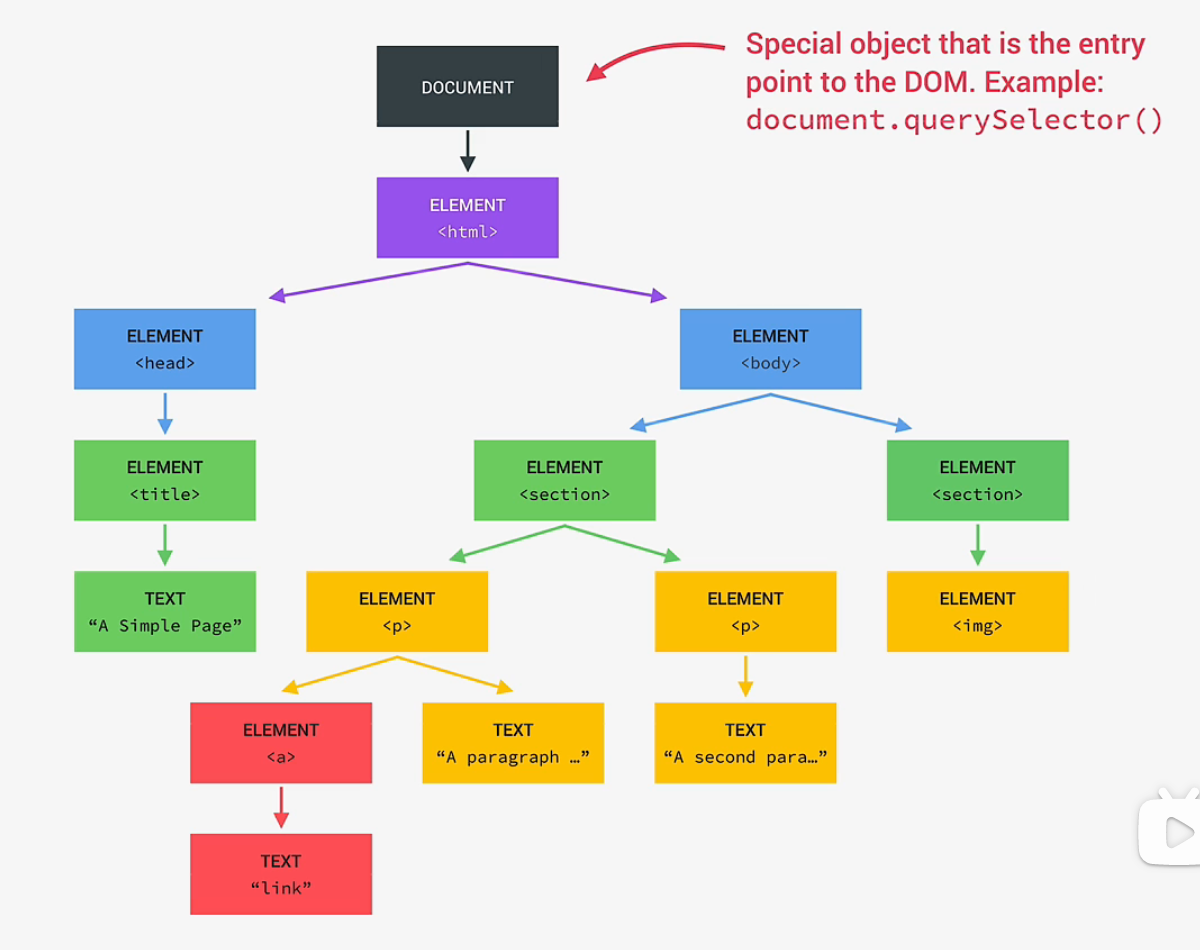 Special object that is the entry
point to the DOM. Example:
document.querySelector()
DOCUMENT
ELEMENT
<html>
ELEMENT
<head>
ELEMENT
<body>
ELEMENT
<title>
ELEMENT
<section>
ELEMENT
<section>
TEXT
“A Simple Page”
ELEMENT
<p>
ELEMENT
<p>
ELEMENT
<img>
ELEMENT
<a>
TEXT
“A paragraph …”
TEXT
“A second para…”
TEXT
“link”